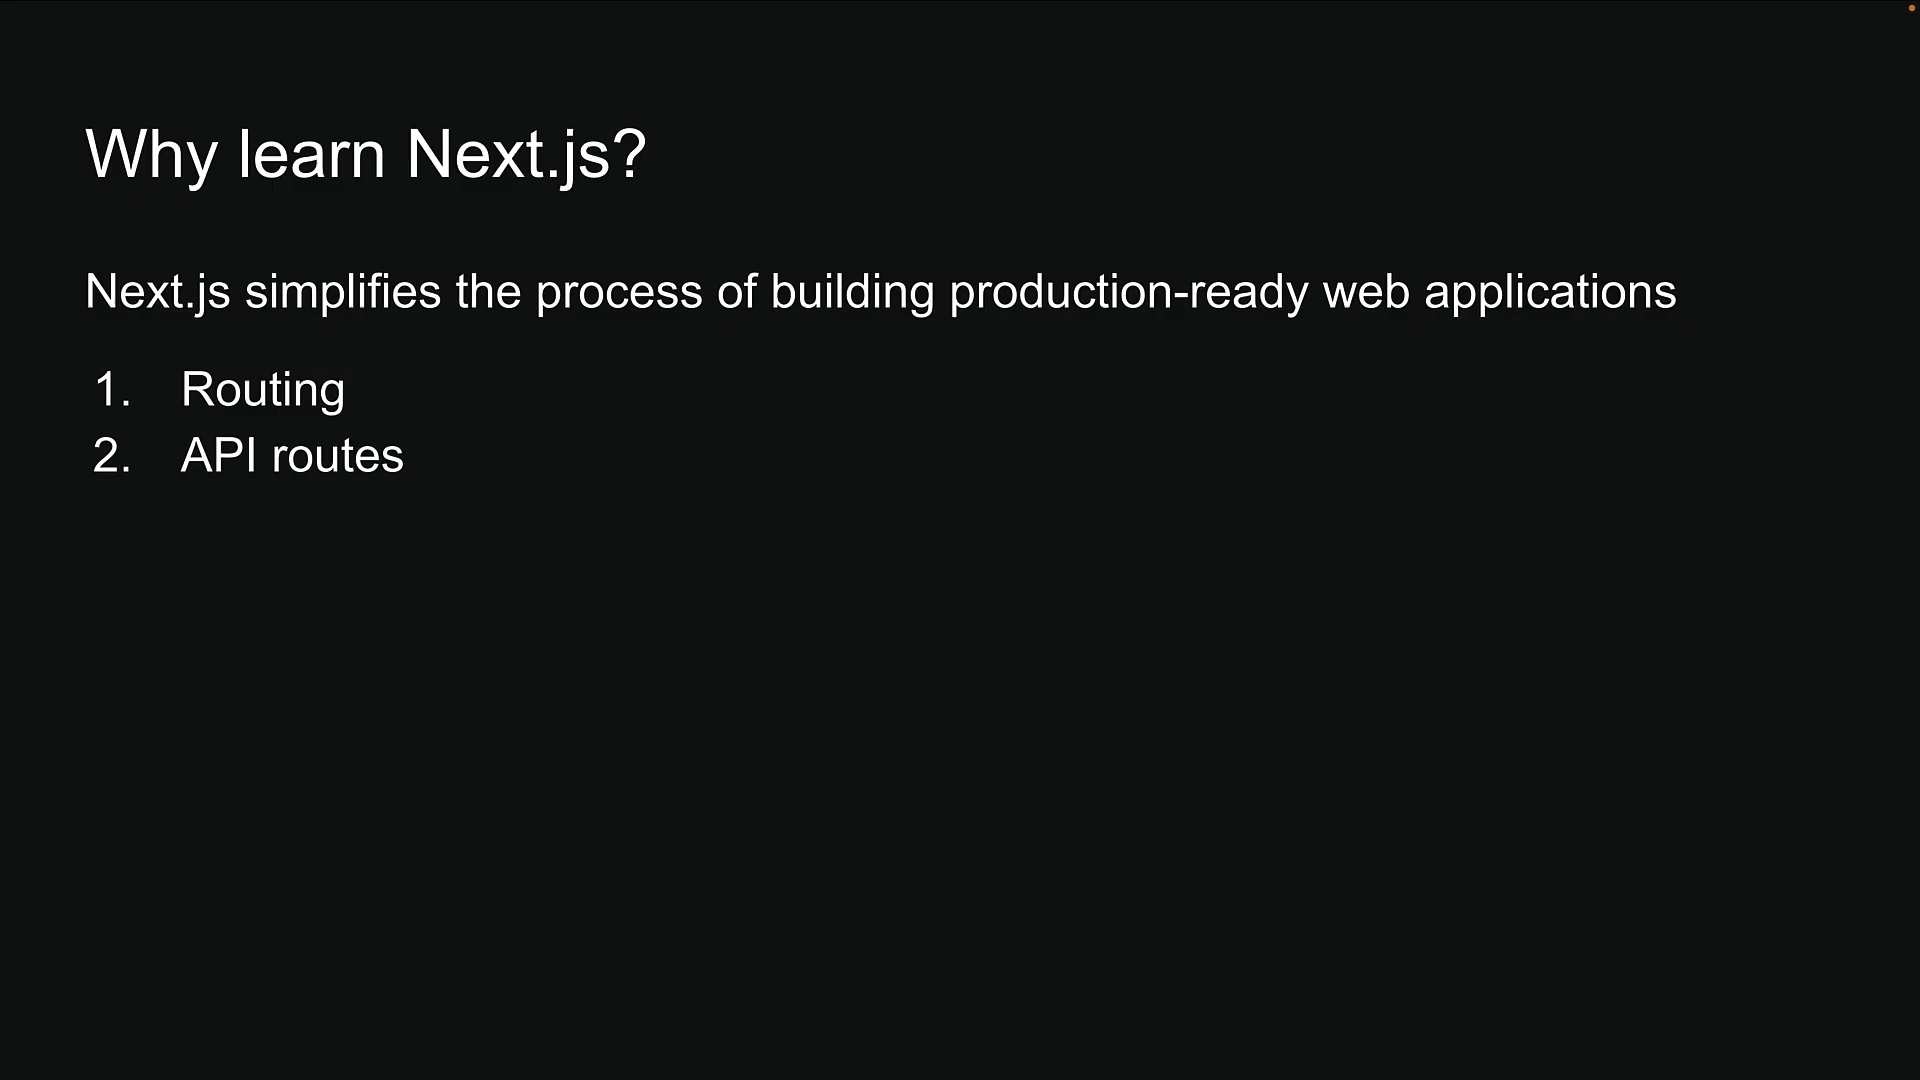 Why learn Next.js?
Next.js simplifies the process of building production-ready web applications
1. Routing
2. API routes